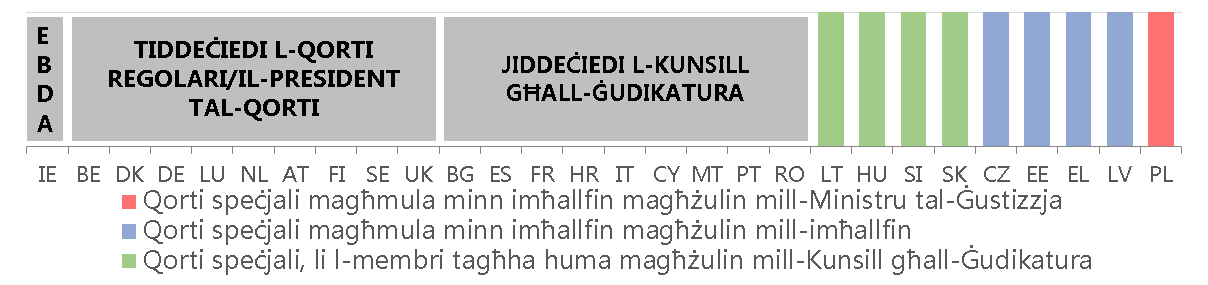 E
B
D
A
TIDDEĊIEDI L-QORTI
REGOLARI/IL-PRESIDENT
TAL-QORTI
JIDDEĊIEDI L-KUNSILL
GĦALL-ĠUDIKATURA
IE BE DK DE LU NL AT FI SE UK BG ES FR HR IT CY MT PT RO LT HU SI SK CZ EE EL LV PL
Qorti speċjali magħmula minn imħallfin magħżulin mill-Ministru tal-Ġustizzja
Qorti speċjali magħmula minn imħallfin magħżulin mill-imħallfin
Qorti speċjali, li l-membri tagħha huma magħżulin mill-Kunsill għall-Ġudikatura